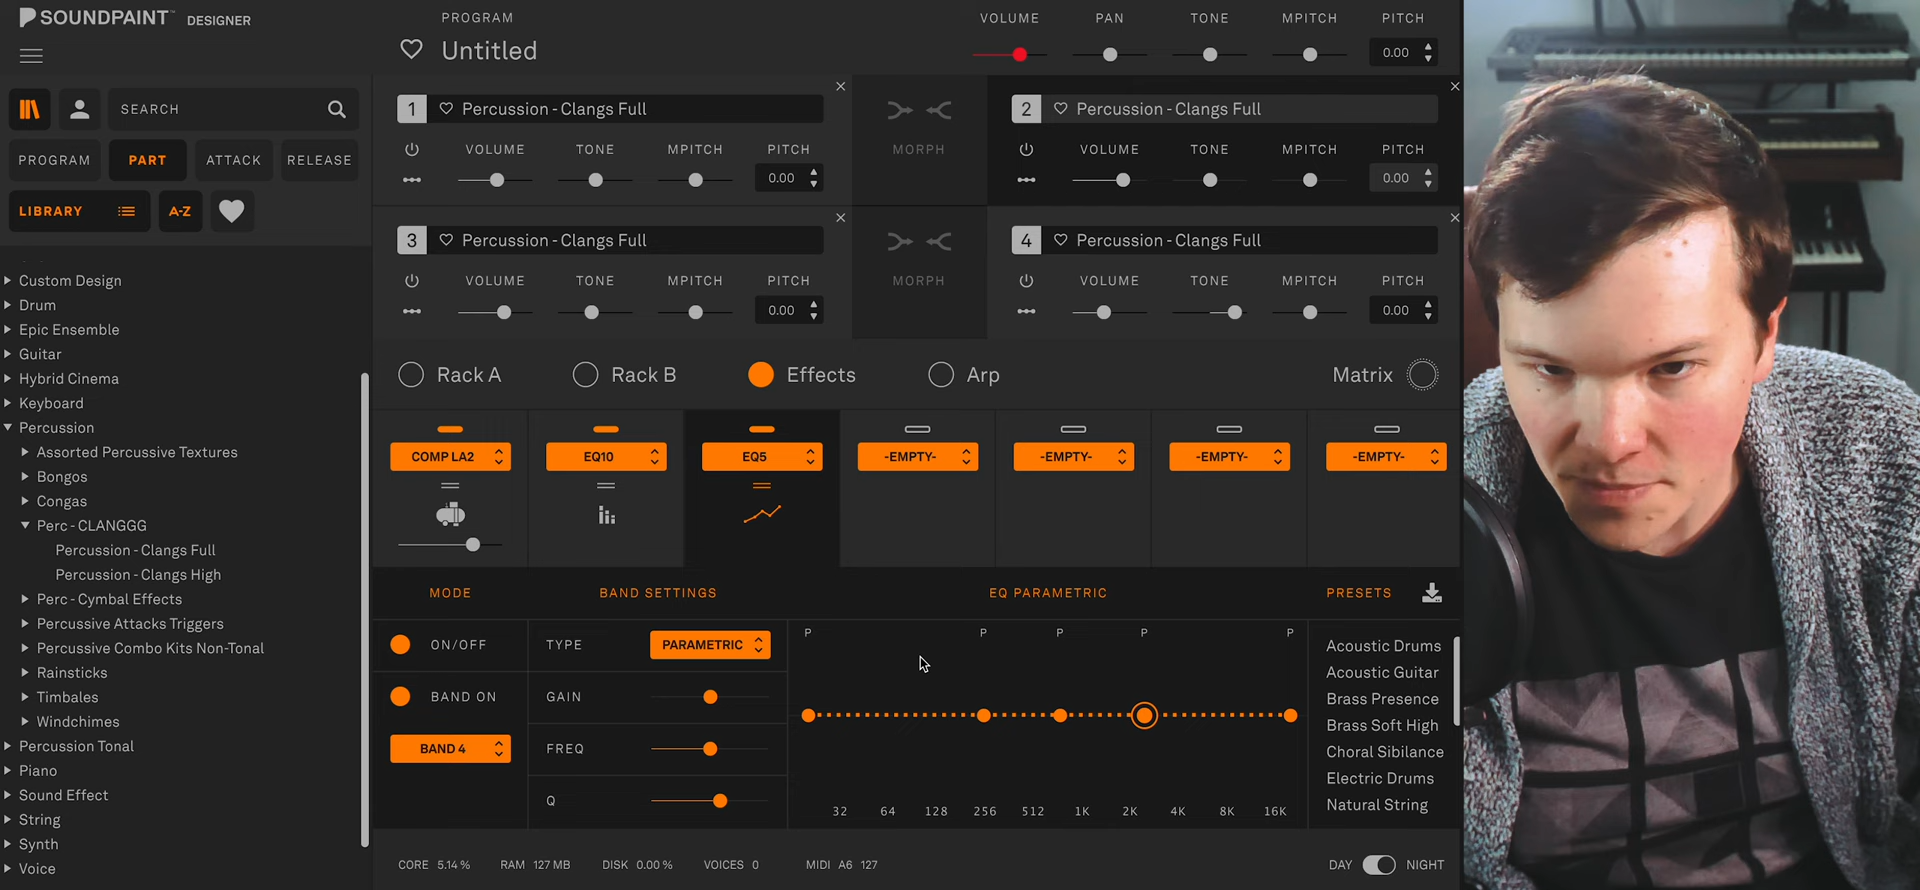 SOUNDPAINT™ DESIGNER
PROGRAM
Untitled
VOLUME PAN TONE MPITCH PITCH
0.00
SEARCH
PROGRAM PART ATTACK RELEASE
LIBRARY A-Z
Custom Design
Drum
Epic Ensemble
Guitar
Hybrid Cinema
Keyboard
Percussion
Assorted Percussive Textures
Bongos
Congas
Perc - CLANGGG
Percussion - Clangs Full
Percussion - Clangs High
Perc - Cymbal Effects
Percussive Attacks Triggers
Percussive Combo Kits Non-Tonal
Rainsticks
Timbales
Windchimes
Percussion Tonal
Piano
Sound Effect
String
Synth
Voice
1 Percussion - Clangs Full
VOLUME TONE MPITCH PITCH
0.00
MORPH
2 Percussion - Clangs Full
VOLUME TONE MPITCH PITCH
0.00
3 Percussion - Clangs Full
VOLUME TONE MPITCH PITCH
0.00
MORPH
4 Percussion - Clangs Full
VOLUME TONE MPITCH PITCH
0.00
Rack A Rack B Effects Arp Matrix
COMP LA2 EQ10 EQ5 -EMPTY- -EMPTY- -EMPTY- -EMPTY-
MODE BAND SETTINGS EQ PARAMETRIC PRESETS
ON/OFF
BAND ON
BAND 4
TYPE PARAMETRIC
GAIN
FREQ
Q
P P P P P
32 64 128 256 512 1K 2K 4K 8K 16K
Acoustic Drums
Acoustic Guitar
Brass Presence
Brass Soft High
Choral Sibilance
Electric Drums
Natural String
CORE 5.14 % RAM 127 MB DISK 0.00 % VOICES 0 MIDI A6 127
DAY NIGHT